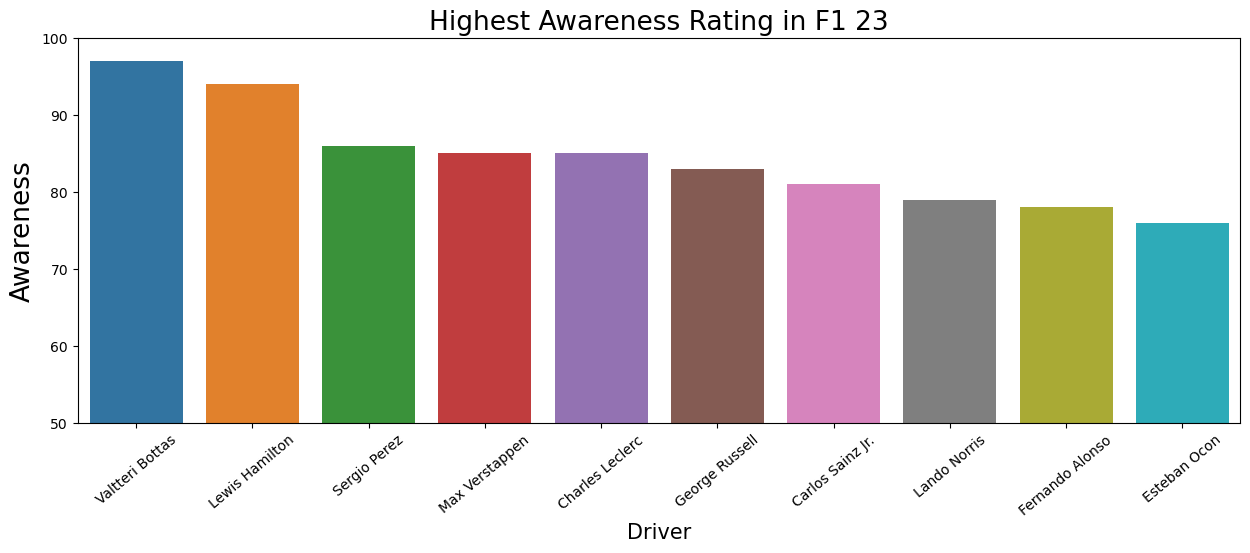 Highest Awareness Rating in F1 23
Awareness
100
90
80
70
60
50
Valtteri Bottas
Lewis Hamilton
Sergio Perez
Max Verstappen
Charles Leclerc
George Russell
Carlos Sainz Jr.
Lando Norris
Fernando Alonso
Esteban Ocon
Driver